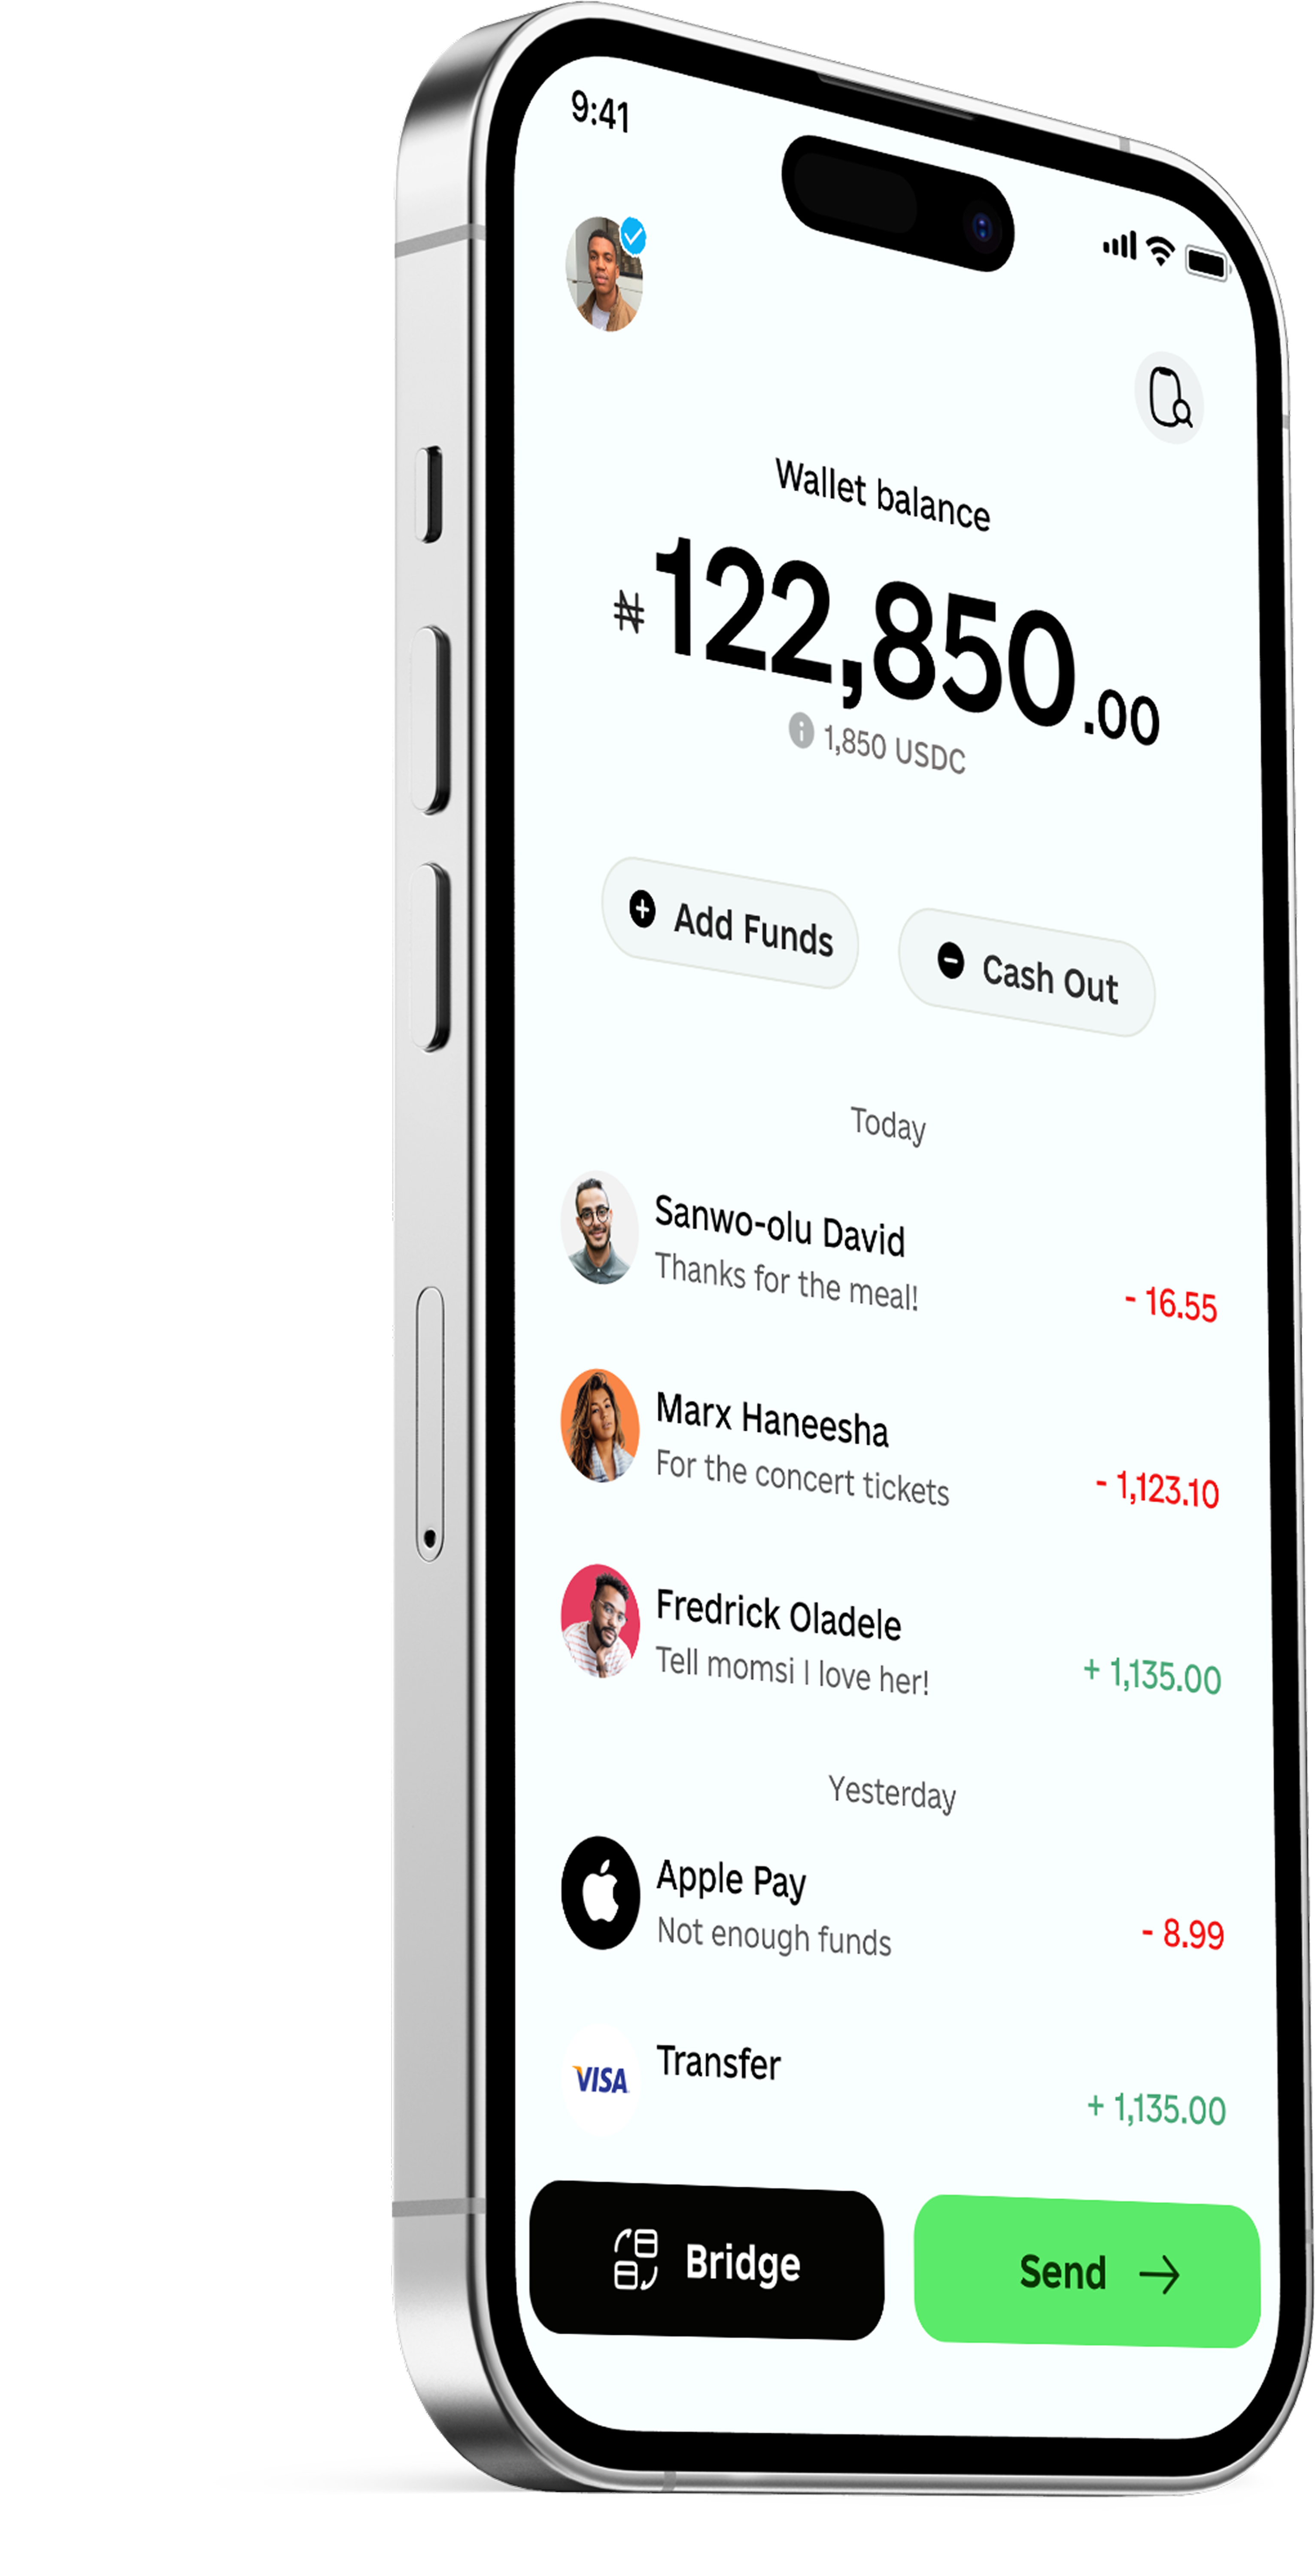 9:41
Wallet balance
₦122,850.00
1,850 USDC
Add Funds
Cash Out
Today
Sanwo-olu David
Thanks for the meal!
- 16.55
Marx Haneesha
For the concert tickets
- 1,123.10
Fredrick Oladele
Tell momsi I love her!
+ 1,135.00
Yesterday
Apple Pay
Not enough funds
- 8.99
VISA
Transfer
+ 1,135.00
Bridge
Send